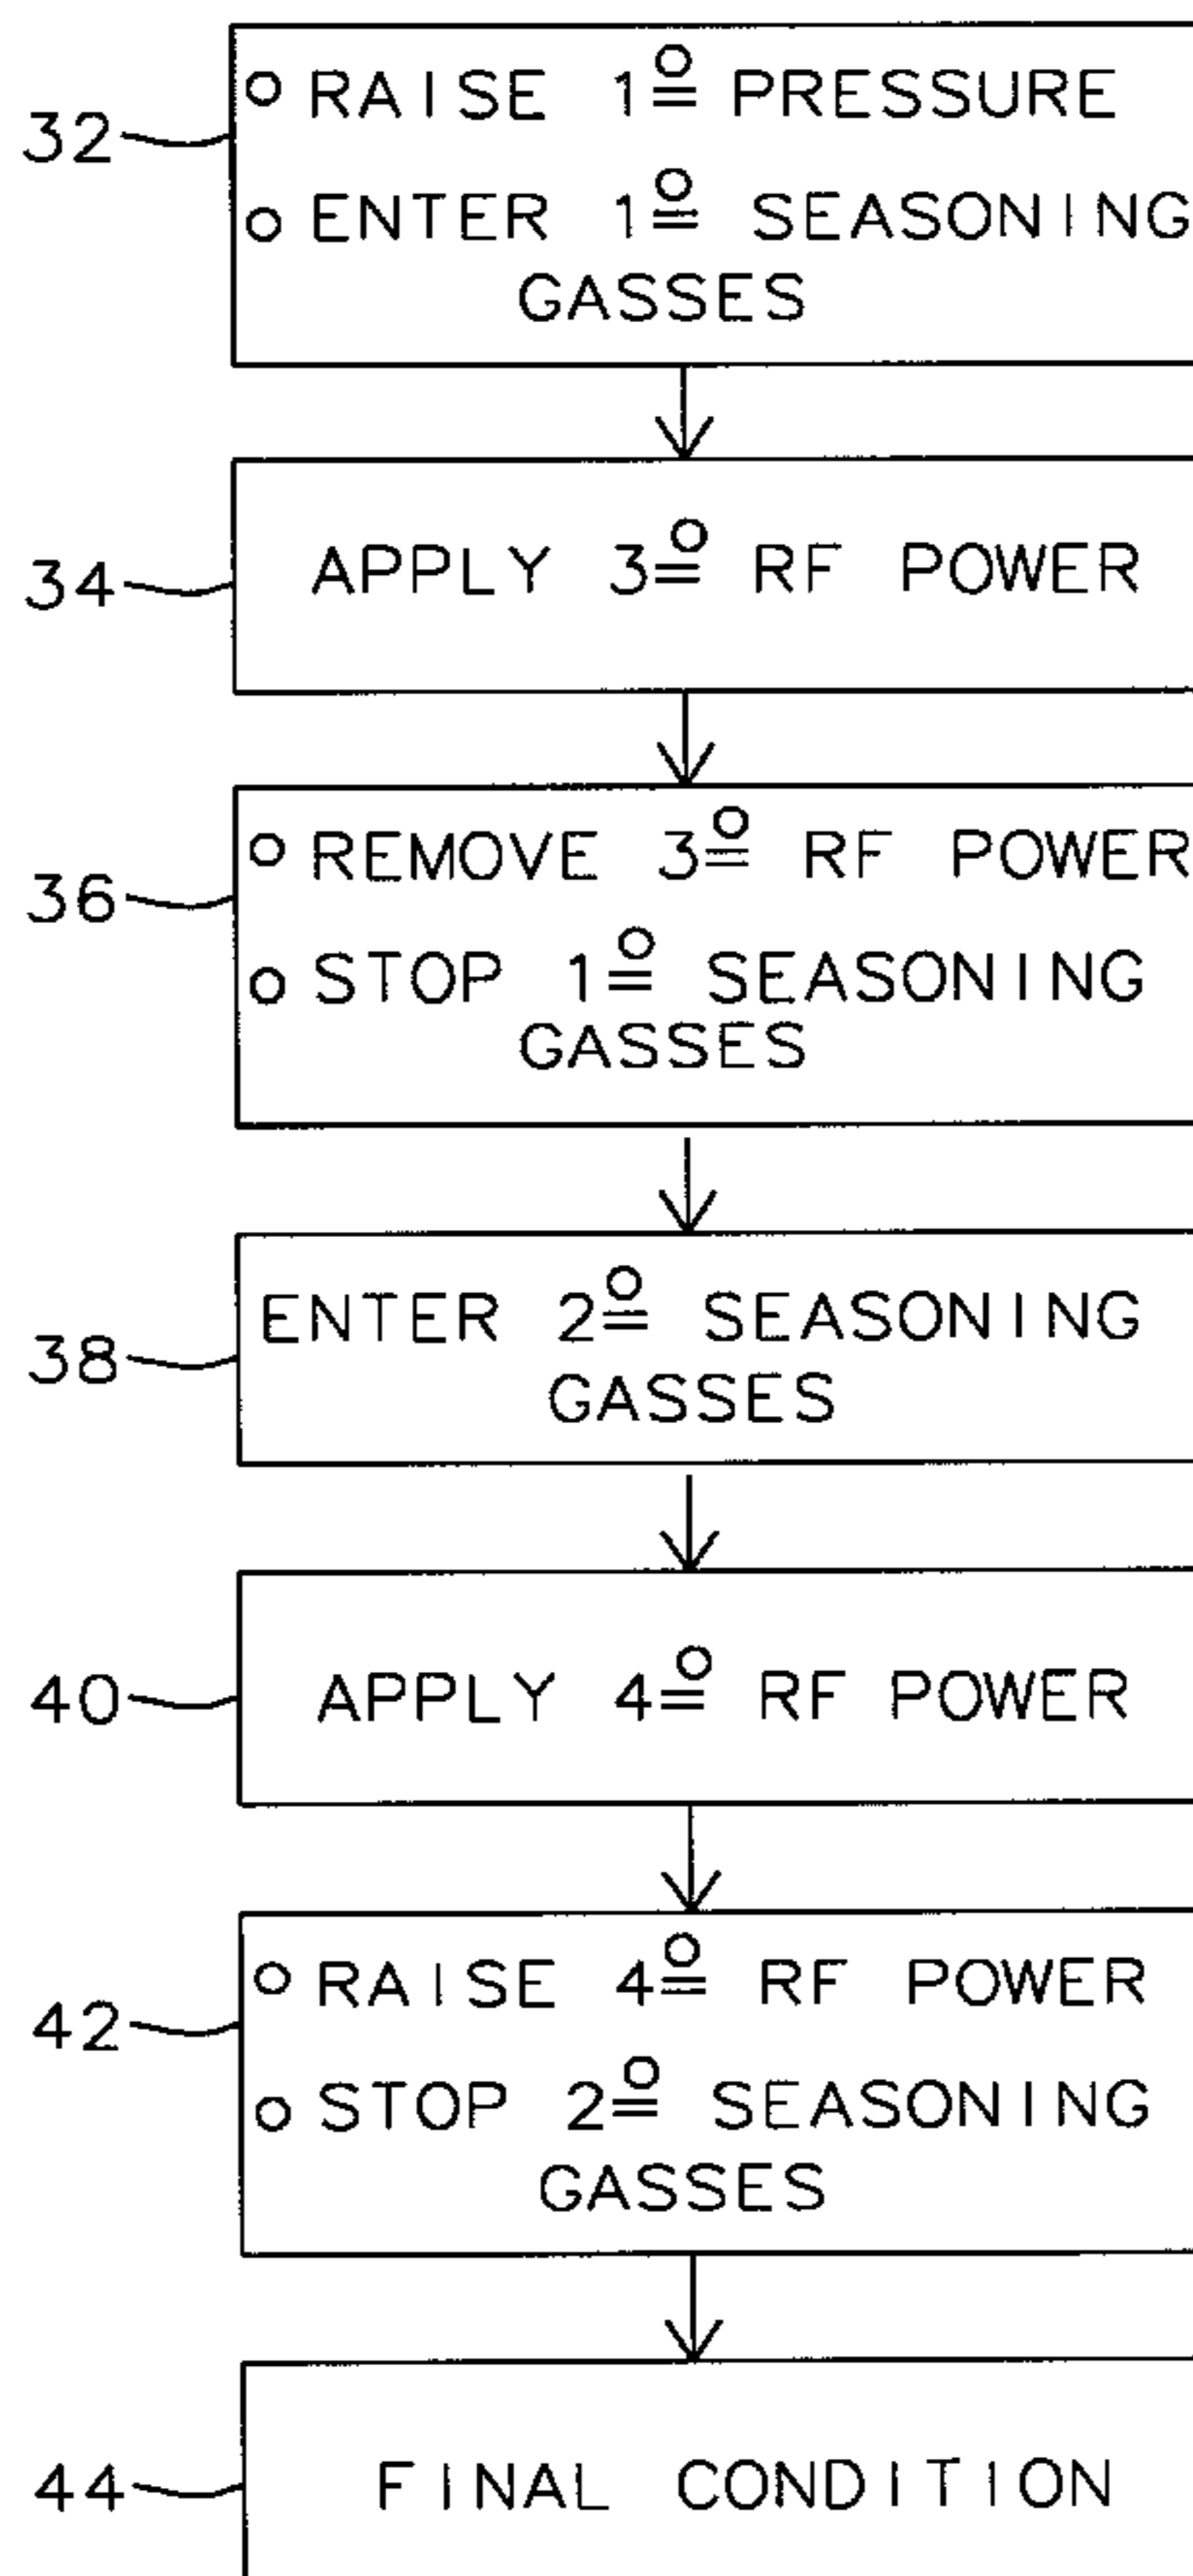 32
○ RAISE 1º PRESSURE
○ ENTER 1º SEASONING
GASSES
34
APPLY 3º RF POWER
36
○ REMOVE 3º RF POWER
○ STOP 1º SEASONING
GASSES
38
ENTER 2º SEASONING
GASSES
40
APPLY 4º RF POWER
42
○ RAISE 4º RF POWER
○ STOP 2º SEASONING
GASSES
44
FINAL CONDITION